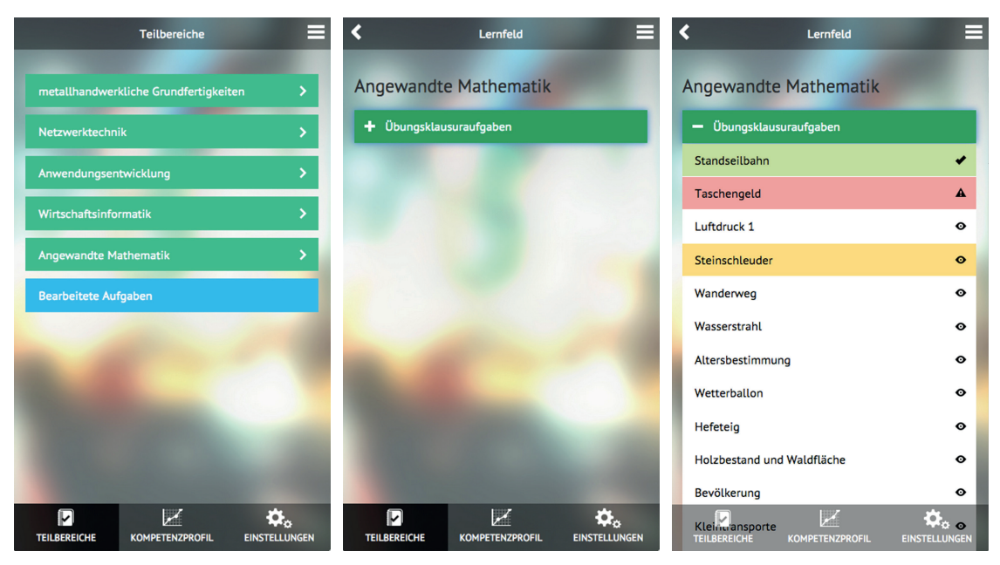 Teilbereiche
metallhandwerkliche Grundfertigkeiten
Netzwerktechnik
Anwendungsentwicklung
Wirtschaftsinformatik
Angewandte Mathematik
Bearbeitete Aufgaben
TEILBEREICHE KOMPETENZPROFIL EINSTELLUNGEN
Lernfeld
Angewandte Mathematik
Übungsklausuraufgaben
TEILBEREICHE KOMPETENZPROFIL EINSTELLUNGEN
Lernfeld
Angewandte Mathematik
Übungsklausuraufgaben
Standseilbahn
Taschengeld
Luftdruck 1
Steinschleuder
Wanderweg
Wasserstrahl
Altersbestimmung
Wetterballon
Hefeteig
Holzbestand und Waldfläche
Bevölkerung
Kleintransporte
TEILBEREICHE KOMPETENZPROFIL EINSTELLUNGEN